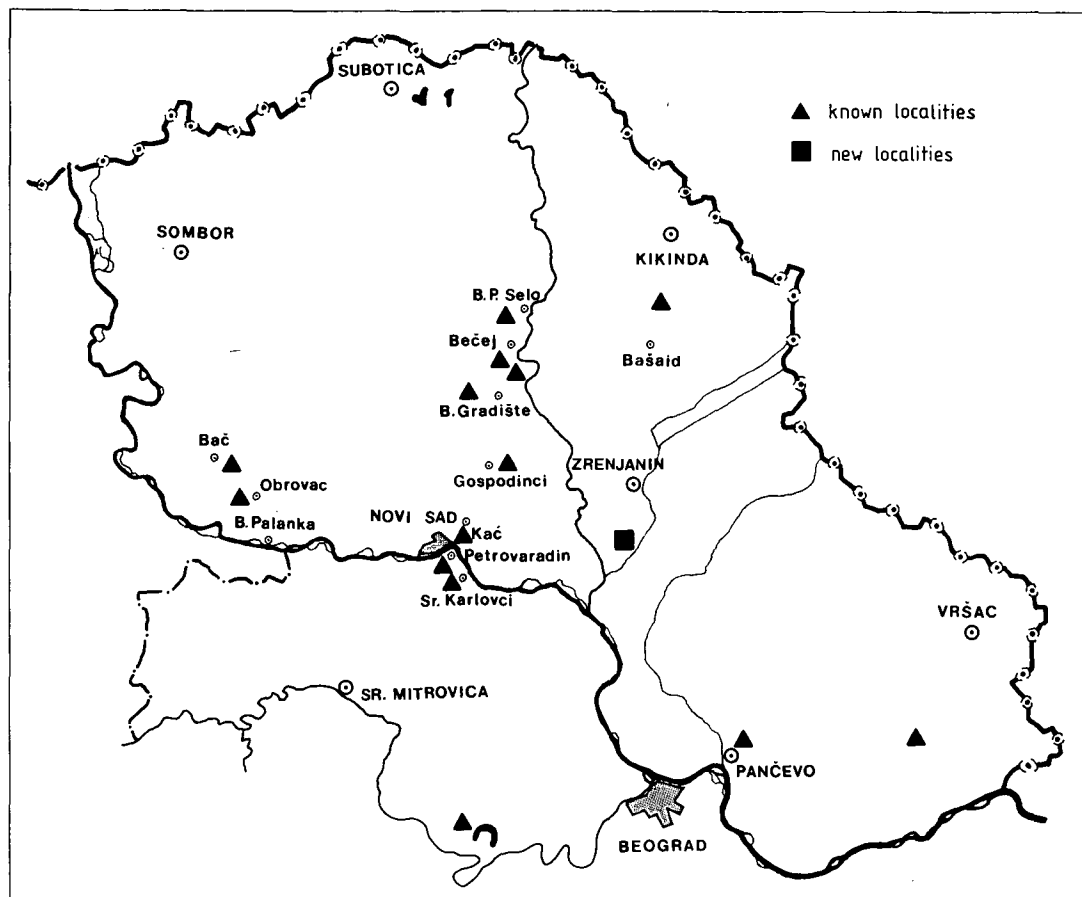 SUBOTICA
known localities
new localities
SOMBOR
KIKINDA
B.P. Selo
Bečej
Bašaid
B.Gradište
Bač
Obrovac
Gospodinci
ZRENJANIN
B.Palanka
NOVI SAD
Kać
Petrovaradin
Sr. Karlovci
VRŠAC
SR. MITROVICA
PANČEVO
BEOGRAD